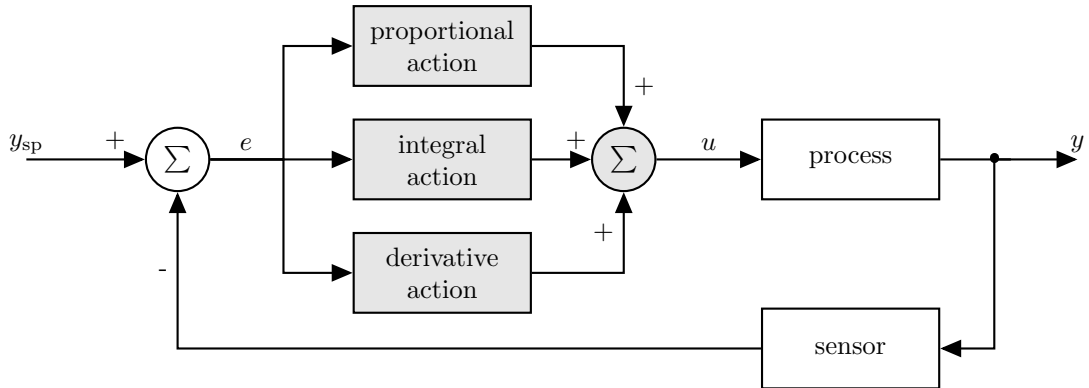 proportional
action
+
y_sp
+
∑
e
integral
action
+
∑
u
process
y
+
-
derivative
action
sensor